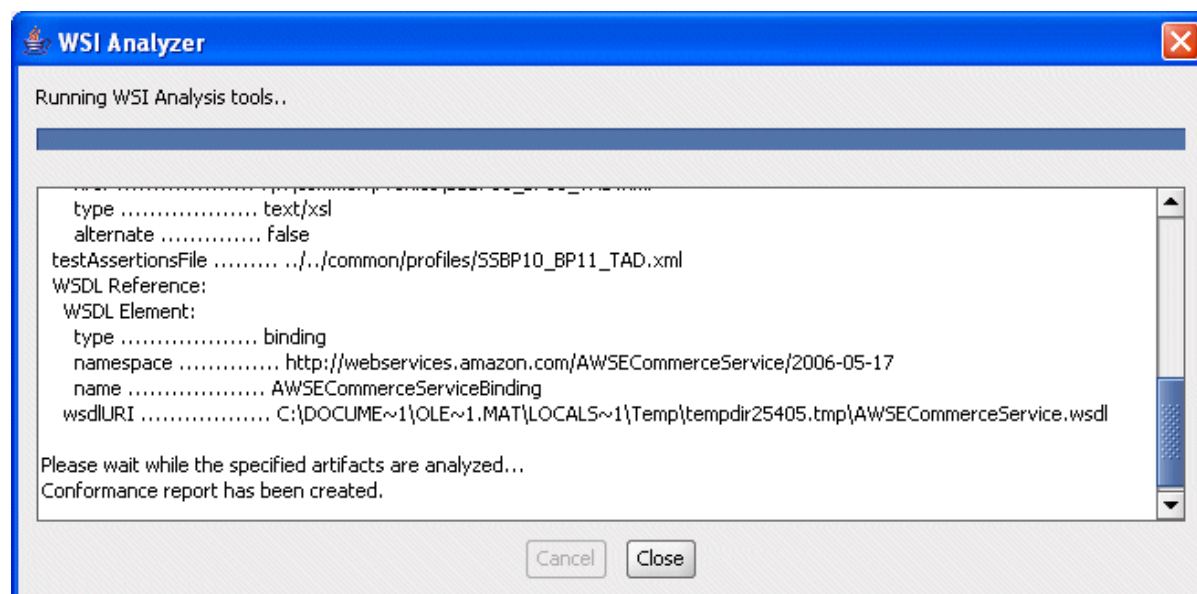 WSI Analyzer
Running WSI Analysis tools..
type ................... text/xsl
alternate .............. false
testAssertionsFile ......... ../../common/profiles/SSBP10_BP11_TAD.xml
WSDL Reference:
WSDL Element:
type ................... binding
namespace .............. http://webservices.amazon.com/AWSECommerceService/2006-05-17
name ................... AWSECommerceServiceBinding
wsdlURI .................. C:\DOCUME~1\OLE~1.MAT\LOCALS~1\Temp\tempdir25405.tmp\AWSECommerceService.wsdl
Please wait while the specified artifacts are analyzed...
Conformance report has been created.
Cancel Close